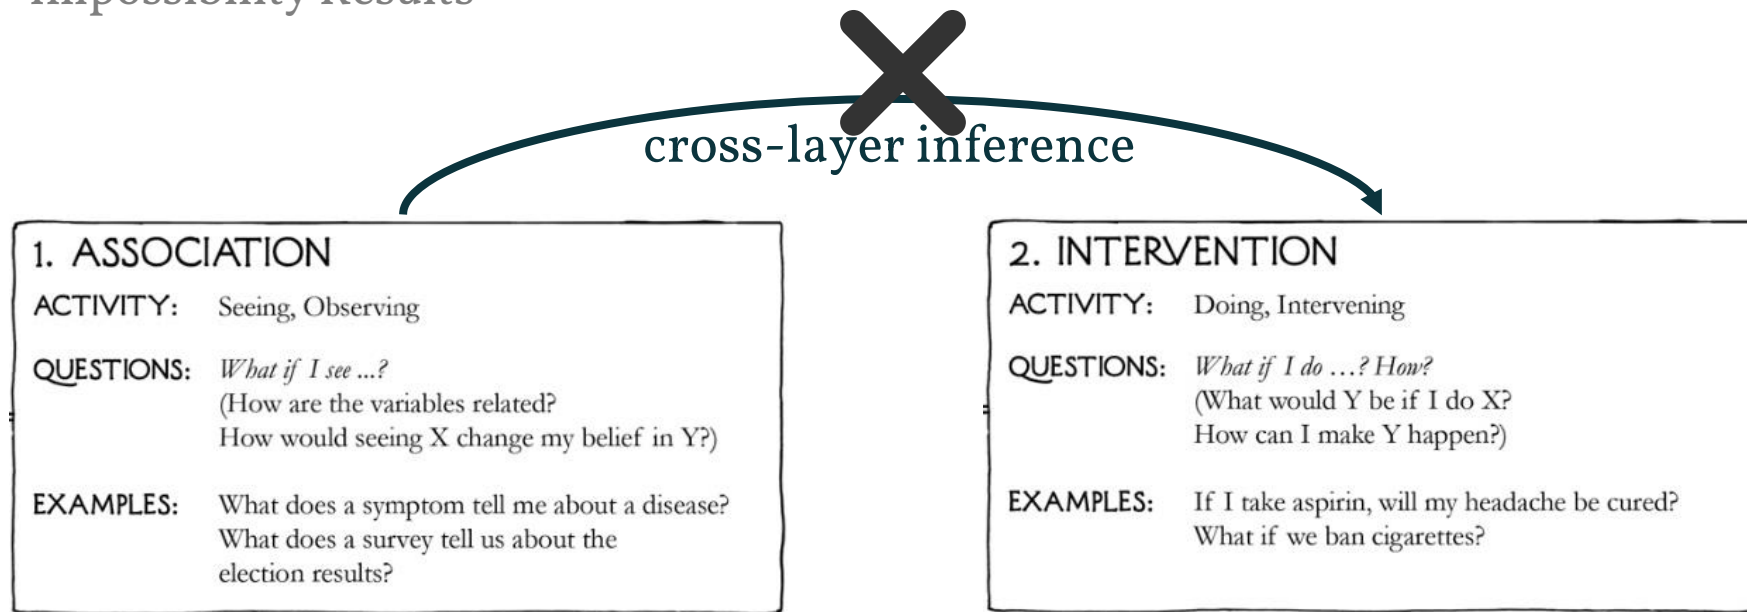 Impossibility Results
cross-layer inference
1. ASSOCIATION
ACTIVITY: Seeing, Observing
QUESTIONS: What if I see ...?
(How are the variables related?
How would seeing X change my belief in Y?)
EXAMPLES: What does a symptom tell me about a disease?
What does a survey tell us about the
election results?
2. INTERVENTION
ACTIVITY: Doing, Intervening
QUESTIONS: What if I do …? How?
(What would Y be if I do X?
How can I make Y happen?)
EXAMPLES: If I take aspirin, will my headache be cured?
What if we ban cigarettes?